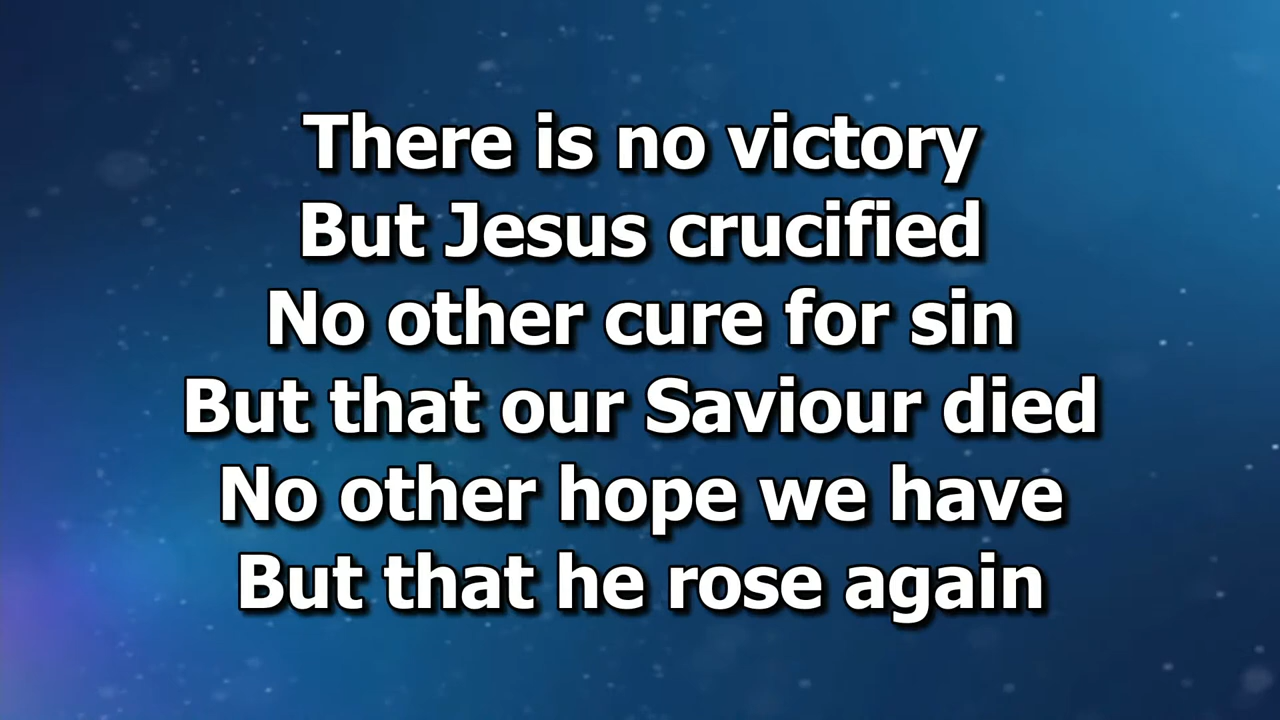 There is no victory
But Jesus crucified
No other cure for sin
But that our Saviour died
No other hope we have
But that he rose again